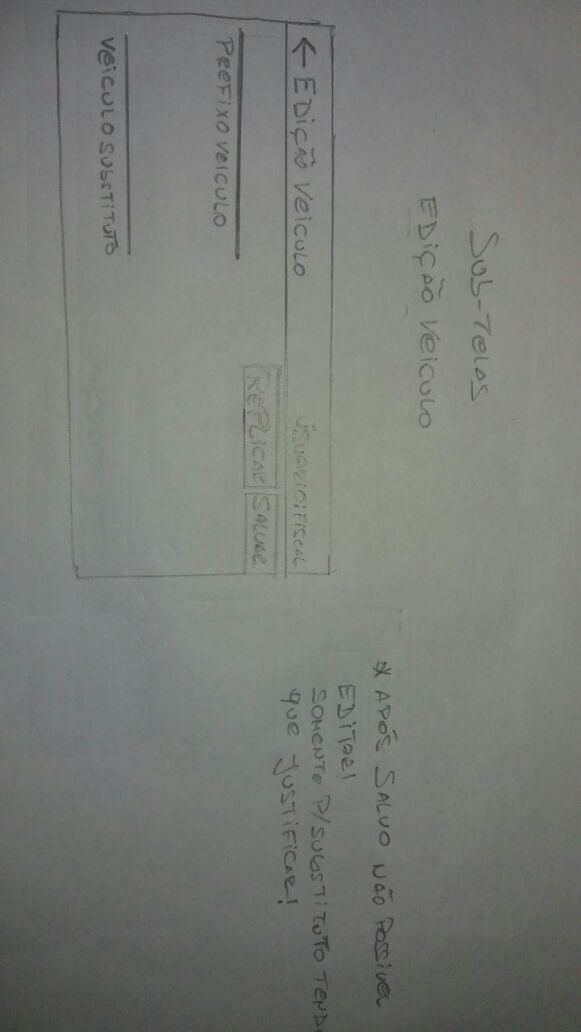 Sub-Telas
EDiÇÃO VEiCULO
← EDiÇÃO VEiCULO USUARIO:FISCAL
REPLICAR SALVAR
PREFIXO VEICULO
VEICULO SUBSTITUTO
* APÓS SALVO NÃO POSSIVEL
EDITAR!
SOMENTE P/SUBSTITUTO TENDO
QUE JUSTIFICAR!